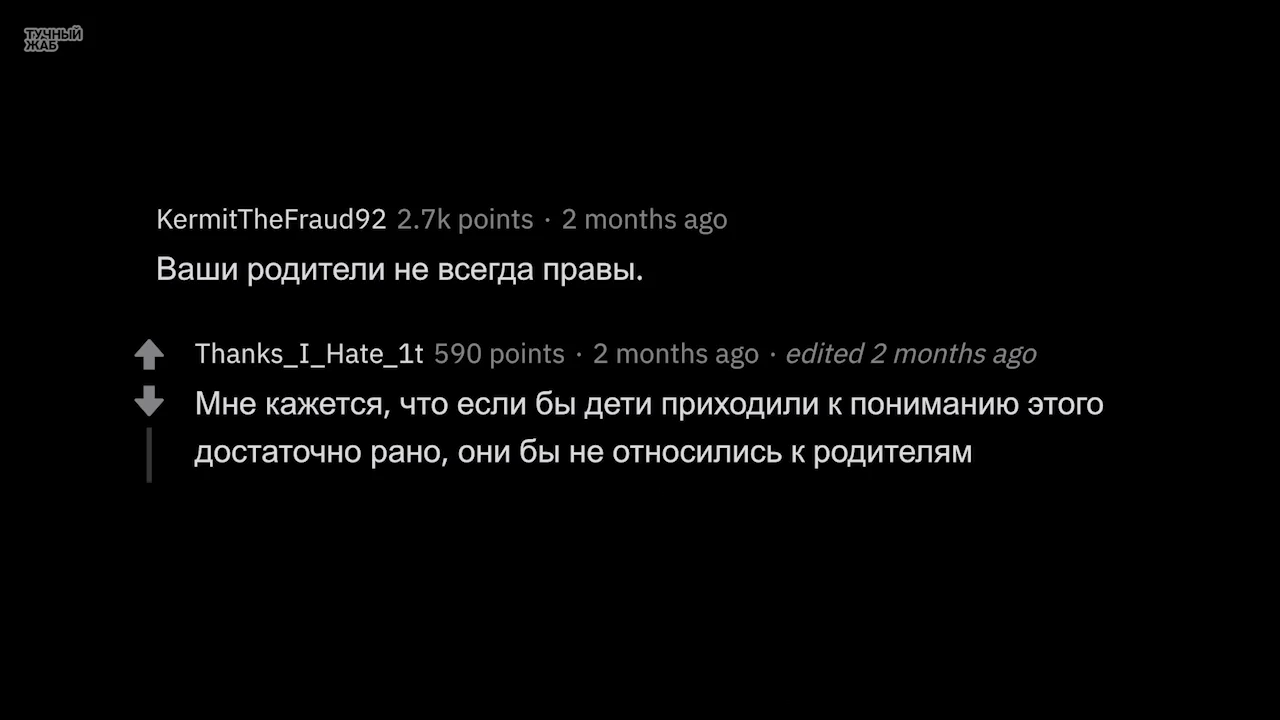 ТУЧНЫЙ
ЖАБ
KermitTheFraud92 2.7k points · 2 months ago
Ваши родители не всегда правы.
Thanks_I_Hate_1t 590 points · 2 months ago · edited 2 months ago
Мне кажется, что если бы дети приходили к пониманию этого
достаточно рано, они бы не относились к родителям